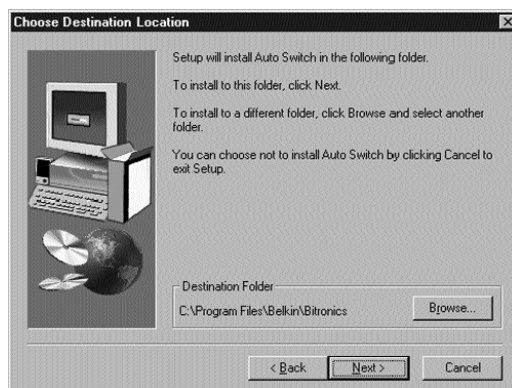 Choose Destination Location
Setup will install Auto Switch in the following folder.
To install to this folder, click Next.
To install to a different folder, click Browse and select another
folder.
You can choose not to install Auto Switch by clicking Cancel to
exit Setup.
Destination Folder
C:\Program Files\Belkin\Bitronics
Browse...
< Back
Next >
Cancel